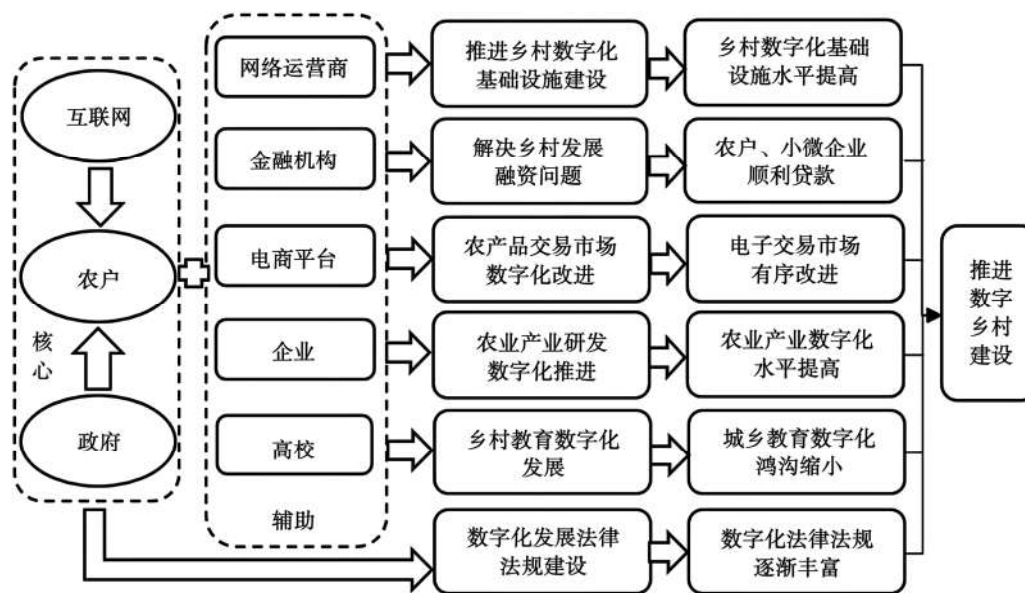 互联网
农户
核
心
政府
网络运营商
金融机构
电商平台
企业
高校
辅助
推进乡村数字化
基础设施建设
乡村数字化基础
设施水平提高
解决乡村发展
融资问题
农户、小微企业
顺利贷款
农产品交易市场
数字化改进
电子交易市场
有序改进
农业产业研发
数字化推进
农业产业数字化
水平提高
乡村教育数字化
发展
城乡教育数字化
鸿沟缩小
数字化发展法律
法规建设
数字化法律法规
逐渐丰富
推进
数字
乡村
建设